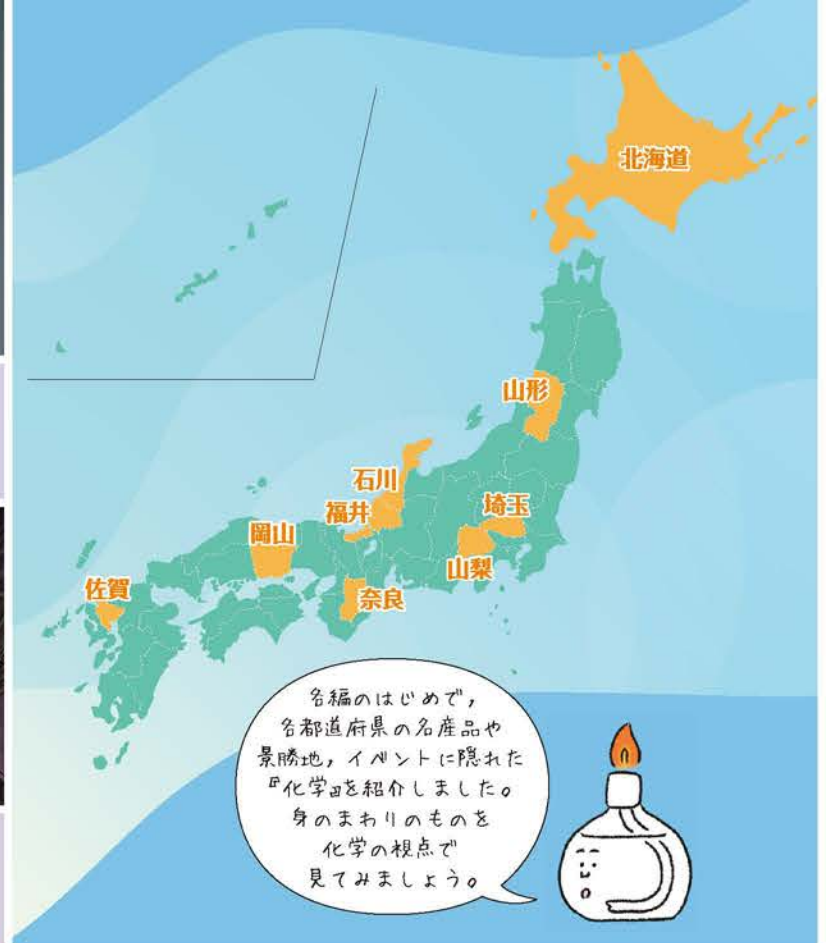 北海道
山形
石川
福井
埼玉
岡山
山梨
佐賀
奈良
各編のはじめで，
各都道府県の名産品や
景勝地，イベントに隠れた
『化学』を紹介しました。
身のまわりのものを
化学の視点で
見てみましょう。